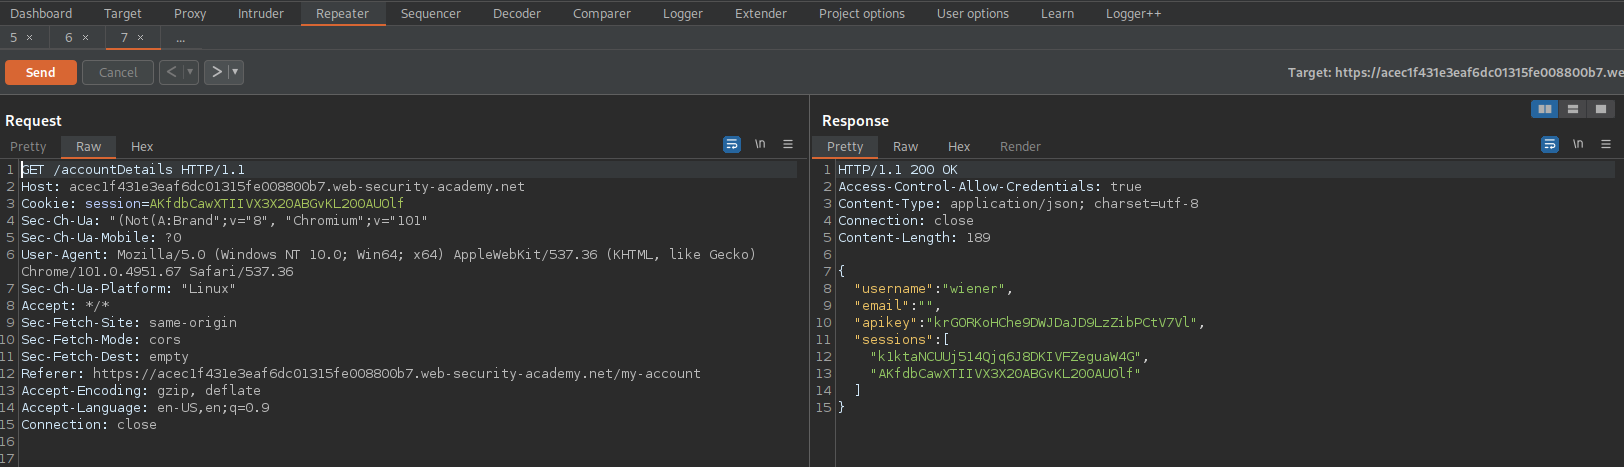 Dashboard Target Proxy Intruder Repeater Sequencer Decoder Comparer Logger Extender Project options User options Learn Logger++
5 × 6 × 7 × ...
Send Cancel < > Target: https://acec1f431e3eaf6dc01315fe008800b7.we
Request
Pretty Raw Hex \n
1 GET /accountDetails HTTP/1.1
2 Host: acec1f431e3eaf6dc01315fe008800b7.web-security-academy.net
3 Cookie: session=AKfdbCawXTIIVX3X20ABGvKL200AUOlf
4 Sec-Ch-Ua: "(Not(A:Brand";v="8", "Chromium";v="101"
5 Sec-Ch-Ua-Mobile: ?0
6 User-Agent: Mozilla/5.0 (Windows NT 10.0; Win64; x64) AppleWebKit/537.36 (KHTML, like Gecko)
Chrome/101.0.4951.67 Safari/537.36
7 Sec-Ch-Ua-Platform: "Linux"
8 Accept: */*
9 Sec-Fetch-Site: same-origin
10 Sec-Fetch-Mode: cors
11 Sec-Fetch-Dest: empty
12 Referer: https://acec1f431e3eaf6dc01315fe008800b7.web-security-academy.net/my-account
13 Accept-Encoding: gzip, deflate
14 Accept-Language: en-US,en;q=0.9
15 Connection: close
16
17
Response
Pretty Raw Hex Render \n
1 HTTP/1.1 200 OK
2 Access-Control-Allow-Credentials: true
3 Content-Type: application/json; charset=utf-8
4 Connection: close
5 Content-Length: 189
6
7 {
8 "username":"wiener",
9 "email":"",
10 "apikey":"krGORKoHChe9DWJDaJD9LzZibPCtV7Vl",
11 "sessions":[
12 "k1ktaNCUUj514Qjq6J8DKIVFZeguaW4G",
13 "AKfdbCawXTIIVX3X20ABGvKL200AUOlf"
14 ]
15 }